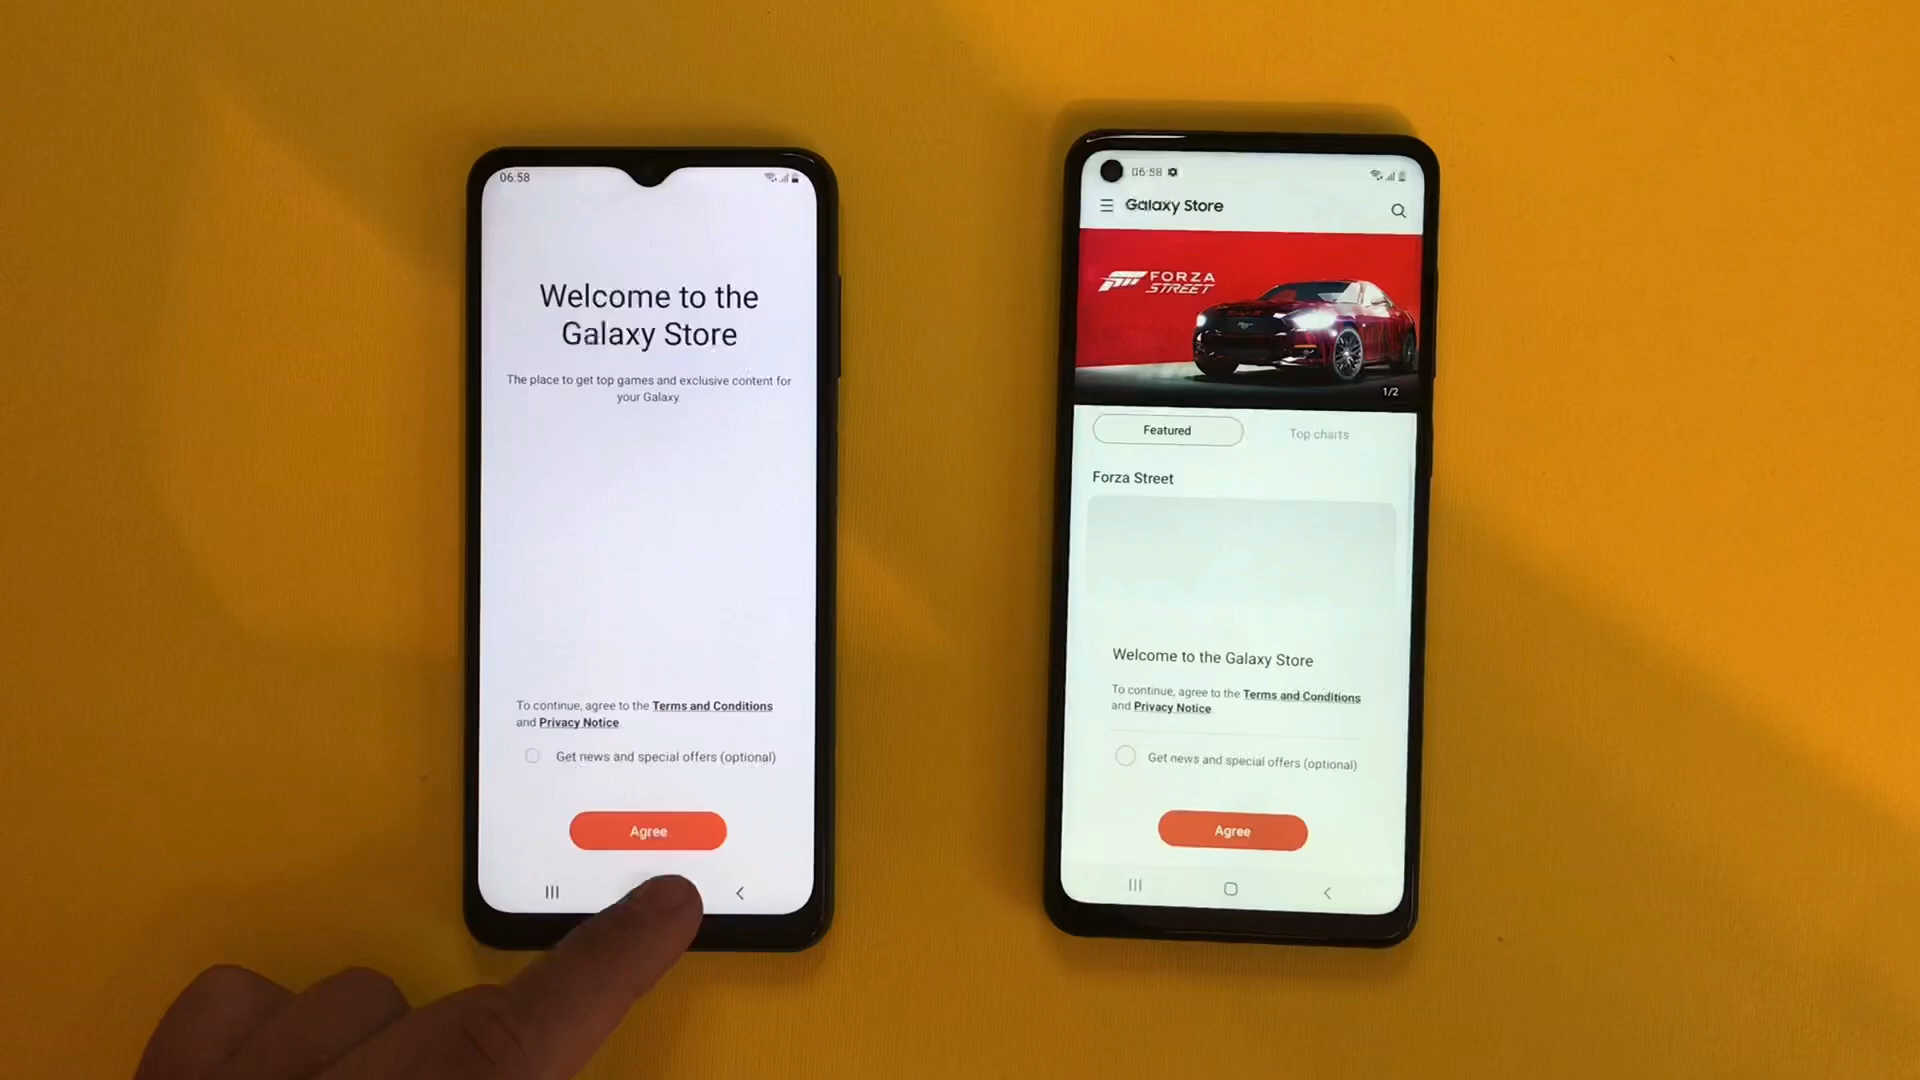 06:58
Welcome to the
Galaxy Store
The place to get top games and exclusive content for
your Galaxy
To continue, agree to the Terms and Conditions
and Privacy Notice.
Get news and special offers (optional)
Agree
06:58
Galaxy Store
FORZA
STREET
1/2
Featured
Top charts
Forza Street
Welcome to the Galaxy Store
To continue, agree to the Terms and Conditions
and Privacy Notice.
Get news and special offers (optional)
Agree